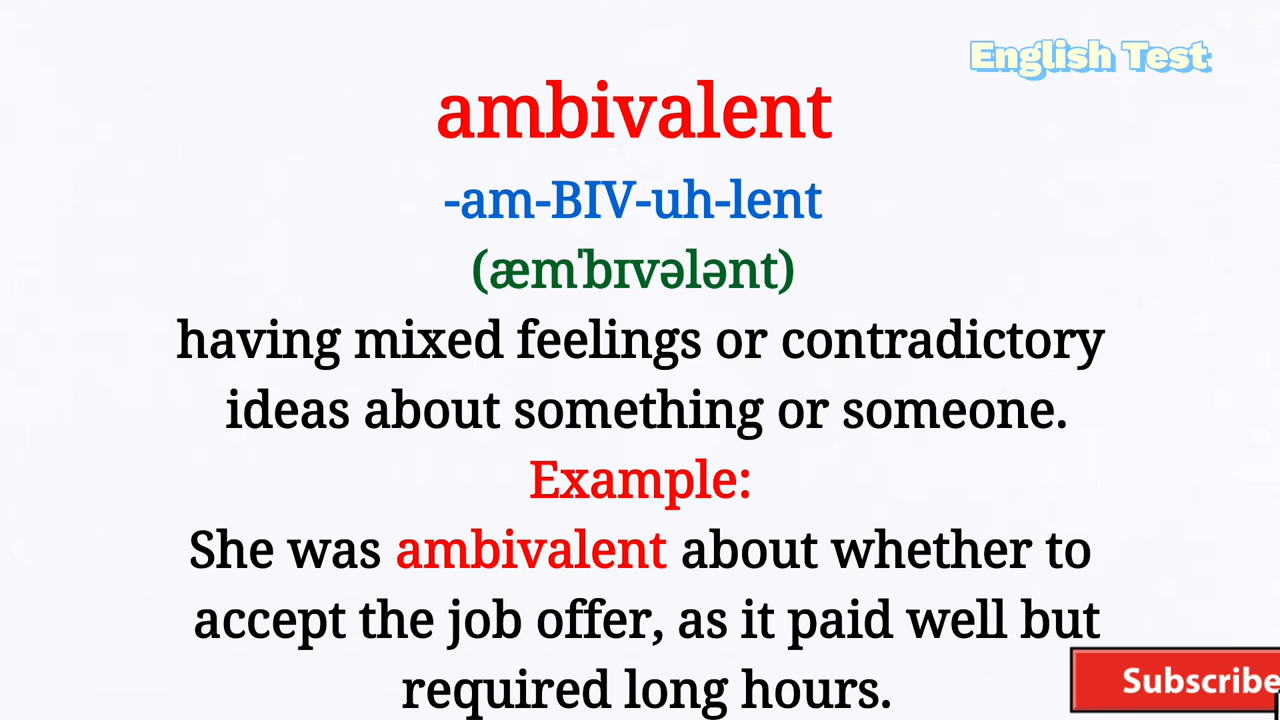 English Test
ambivalent
-am-BIV-uh-lent
(æmˈbɪvələnt)
having mixed feelings or contradictory
ideas about something or someone.
Example:
She was ambivalent about whether to
accept the job offer, as it paid well but
required long hours.
Subscribe